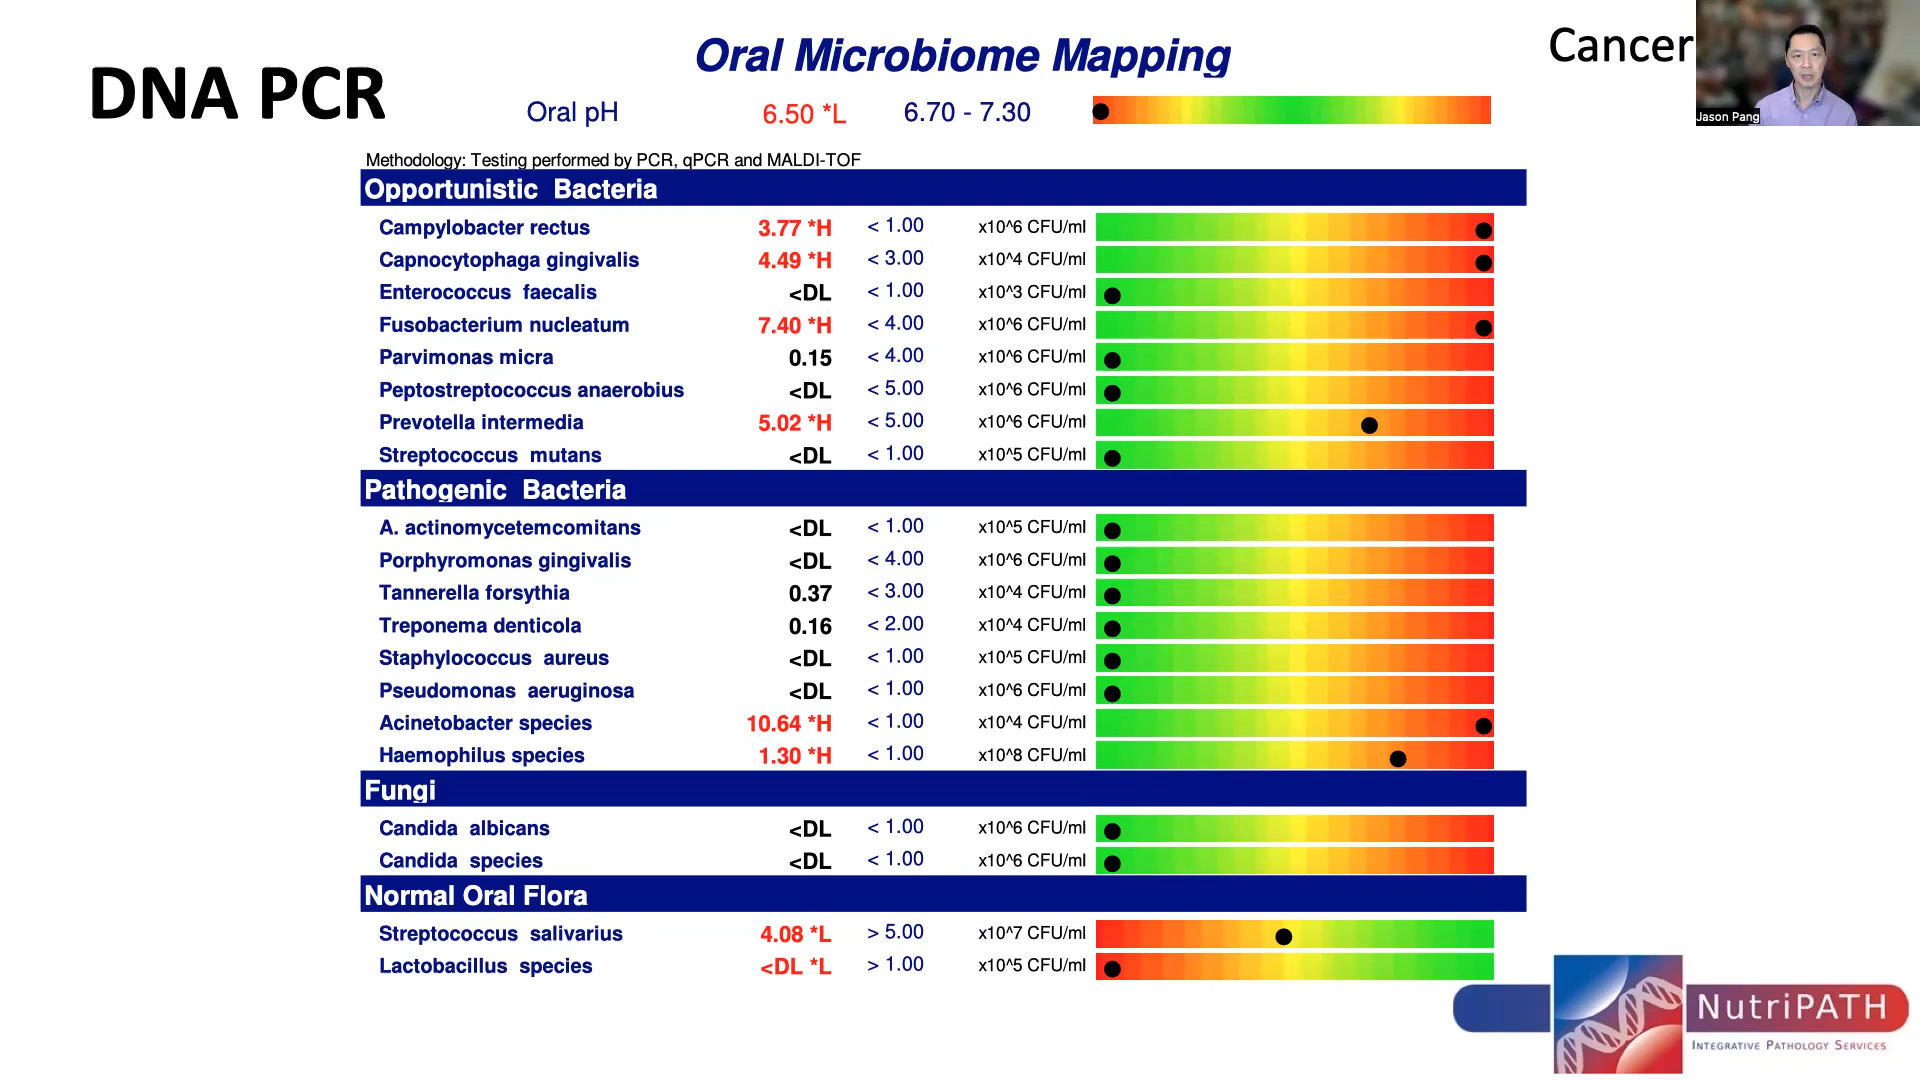 DNA PCR
Oral Microbiome Mapping
Cancer
Jason Pang
Oral pH 6.50 *L 6.70 - 7.30
Methodology: Testing performed by PCR, qPCR and MALDI-TOF
Opportunistic Bacteria
Campylobacter rectus 3.77 *H < 1.00 x10^6 CFU/ml
Capnocytophaga gingivalis 4.49 *H < 3.00 x10^4 CFU/ml
Enterococcus faecalis <DL < 1.00 x10^3 CFU/ml
Fusobacterium nucleatum 7.40 *H < 4.00 x10^6 CFU/ml
Parvimonas micra 0.15 < 4.00 x10^6 CFU/ml
Peptostreptococcus anaerobius <DL < 5.00 x10^6 CFU/ml
Prevotella intermedia 5.02 *H < 5.00 x10^6 CFU/ml
Streptococcus mutans <DL < 1.00 x10^5 CFU/ml
Pathogenic Bacteria
A. actinomycetemcomitans <DL < 1.00 x10^5 CFU/ml
Porphyromonas gingivalis <DL < 4.00 x10^6 CFU/ml
Tannerella forsythia 0.37 < 3.00 x10^4 CFU/ml
Treponema denticola 0.16 < 2.00 x10^4 CFU/ml
Staphylococcus aureus <DL < 1.00 x10^5 CFU/ml
Pseudomonas aeruginosa <DL < 1.00 x10^6 CFU/ml
Acinetobacter species 10.64 *H < 1.00 x10^4 CFU/ml
Haemophilus species 1.30 *H < 1.00 x10^8 CFU/ml
Fungi
Candida albicans <DL < 1.00 x10^6 CFU/ml
Candida species <DL < 1.00 x10^6 CFU/ml
Normal Oral Flora
Streptococcus salivarius 4.08 *L > 5.00 x10^7 CFU/ml
Lactobacillus species <DL *L > 1.00 x10^5 CFU/ml
NutriPATH
INTEGRATIVE PATHOLOGY SERVICES